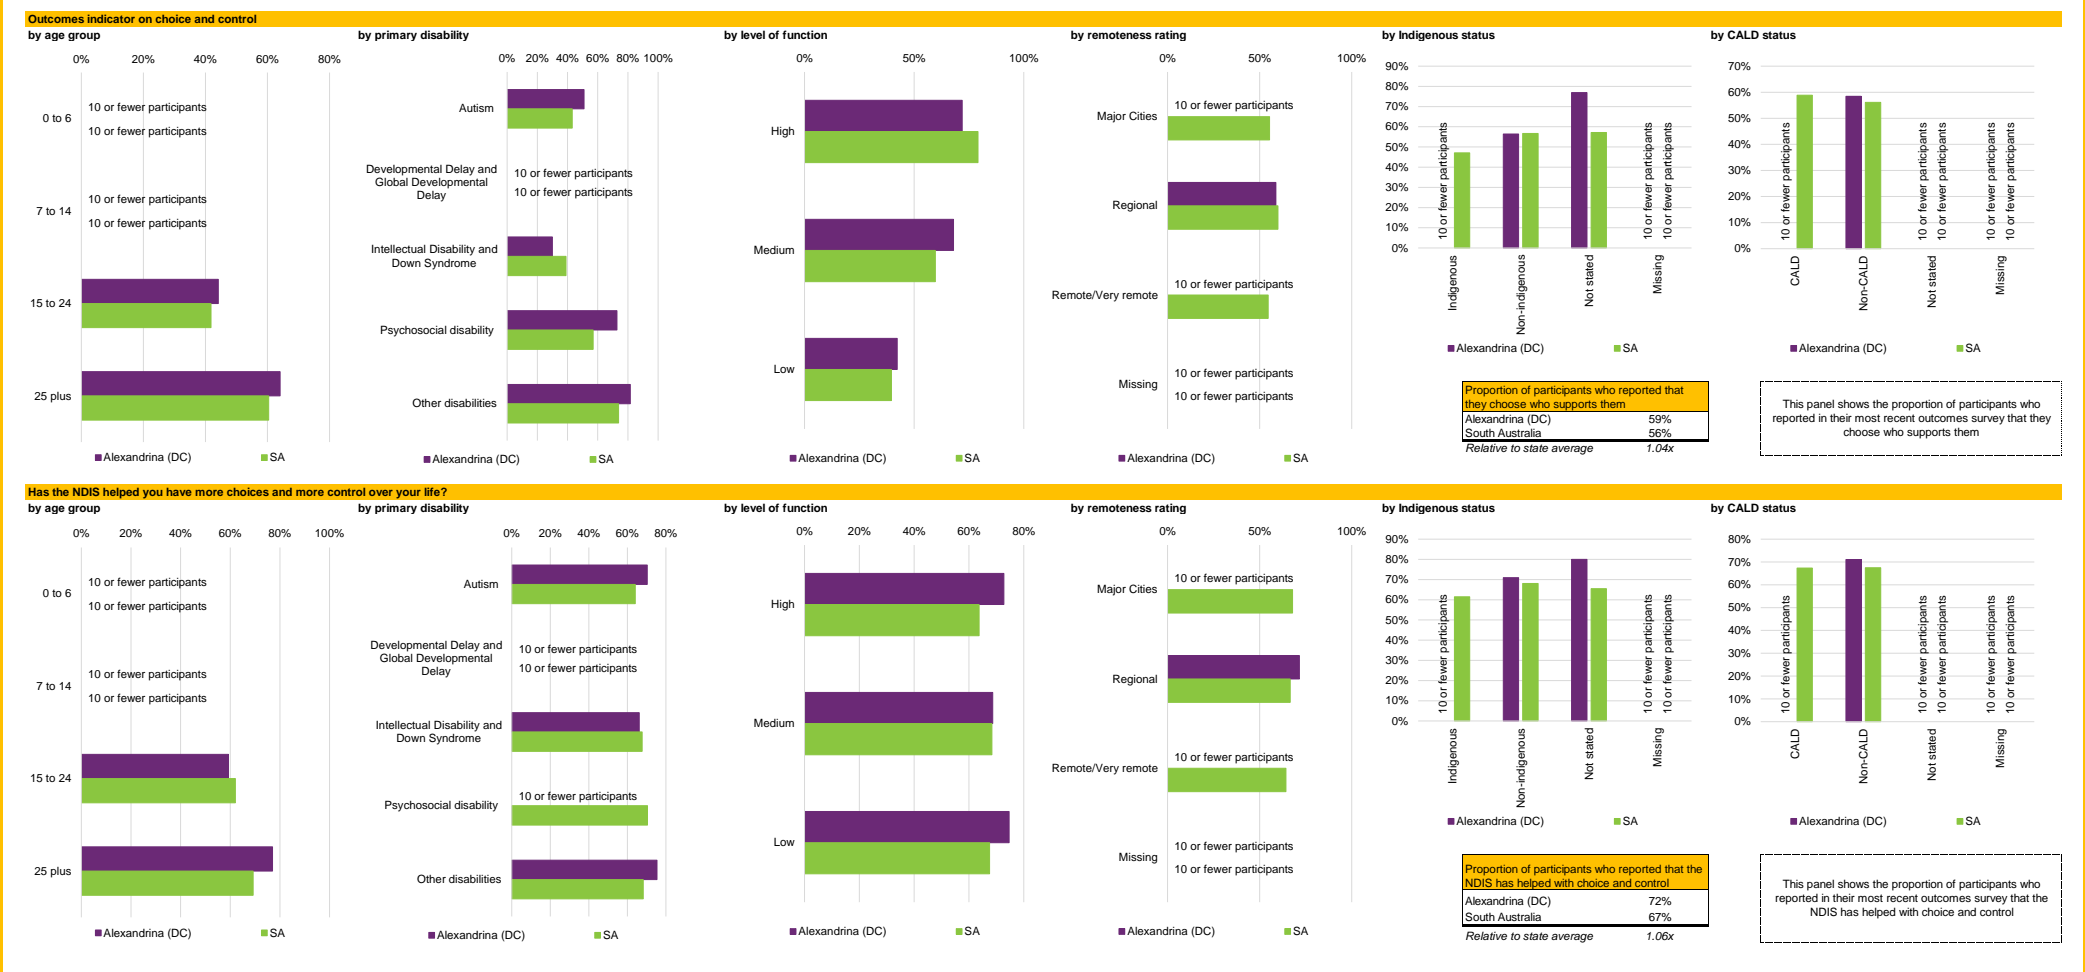 Outcomes indicator on choice and control
by age group
0% 20% 40% 60% 80%
0 to 6
10 or fewer participants
10 or fewer participants
7 to 14
10 or fewer participants
10 or fewer participants
15 to 24
25 plus
Alexandrina (DC) SA
by primary disability
0% 20% 40% 60% 80% 100%
Autism
Developmental Delay and
Global Developmental
Delay
10 or fewer participants
10 or fewer participants
Intellectual Disability and
Down Syndrome
Psychosocial disability
Other disabilities
Alexandrina (DC) SA
by level of function
0% 50% 100%
High
Medium
Low
Alexandrina (DC) SA
by remoteness rating
0% 50% 100%
Major Cities
10 or fewer participants
Regional
Remote/Very remote
10 or fewer participants
Missing
10 or fewer participants
10 or fewer participants
Alexandrina (DC) SA
by Indigenous status
90%
80%
70%
60%
50%
40%
30%
20%
10%
0%
10 or fewer participants
10 or fewer participants
10 or fewer participants
Indigenous
Non-indigenous
Not stated
Missing
Alexandrina (DC) SA
Proportion of participants who reported that
they choose who supports them
Alexandrina (DC) 59%
South Australia 56%
Relative to state average 1.04x
by CALD status
70%
60%
50%
40%
30%
20%
10%
0%
10 or fewer participants
10 or fewer participants
10 or fewer participants
10 or fewer participants
10 or fewer participants
CALD
Non-CALD
Not stated
Missing
Alexandrina (DC) SA
This panel shows the proportion of participants who
reported in their most recent outcomes survey that they
choose who supports them
Has the NDIS helped you have more choices and more control over your life?
by age group
0% 20% 40% 60% 80% 100%
0 to 6
10 or fewer participants
10 or fewer participants
7 to 14
10 or fewer participants
10 or fewer participants
15 to 24
25 plus
Alexandrina (DC) SA
by primary disability
0% 20% 40% 60% 80%
Autism
Developmental Delay and
Global Developmental
Delay
10 or fewer participants
10 or fewer participants
Intellectual Disability and
Down Syndrome
Psychosocial disability
10 or fewer participants
Other disabilities
Alexandrina (DC) SA
by level of function
0% 20% 40% 60% 80%
High
Medium
Low
Alexandrina (DC) SA
by remoteness rating
0% 50% 100%
Major Cities
10 or fewer participants
Regional
Remote/Very remote
10 or fewer participants
Missing
10 or fewer participants
10 or fewer participants
Alexandrina (DC) SA
by Indigenous status
90%
80%
70%
60%
50%
40%
30%
20%
10%
0%
10 or fewer participants
10 or fewer participants
10 or fewer participants
Indigenous
Non-indigenous
Not stated
Missing
Alexandrina (DC) SA
Proportion of participants who reported that the
NDIS has helped with choice and control
Alexandrina (DC) 72%
South Australia 67%
Relative to state average 1.06x
by CALD status
80%
70%
60%
50%
40%
30%
20%
10%
0%
10 or fewer participants
10 or fewer participants
10 or fewer participants
10 or fewer participants
10 or fewer participants
CALD
Non-CALD
Not stated
Missing
Alexandrina (DC) SA
This panel shows the proportion of participants who
reported in their most recent outcomes survey that the
NDIS has helped with choice and control